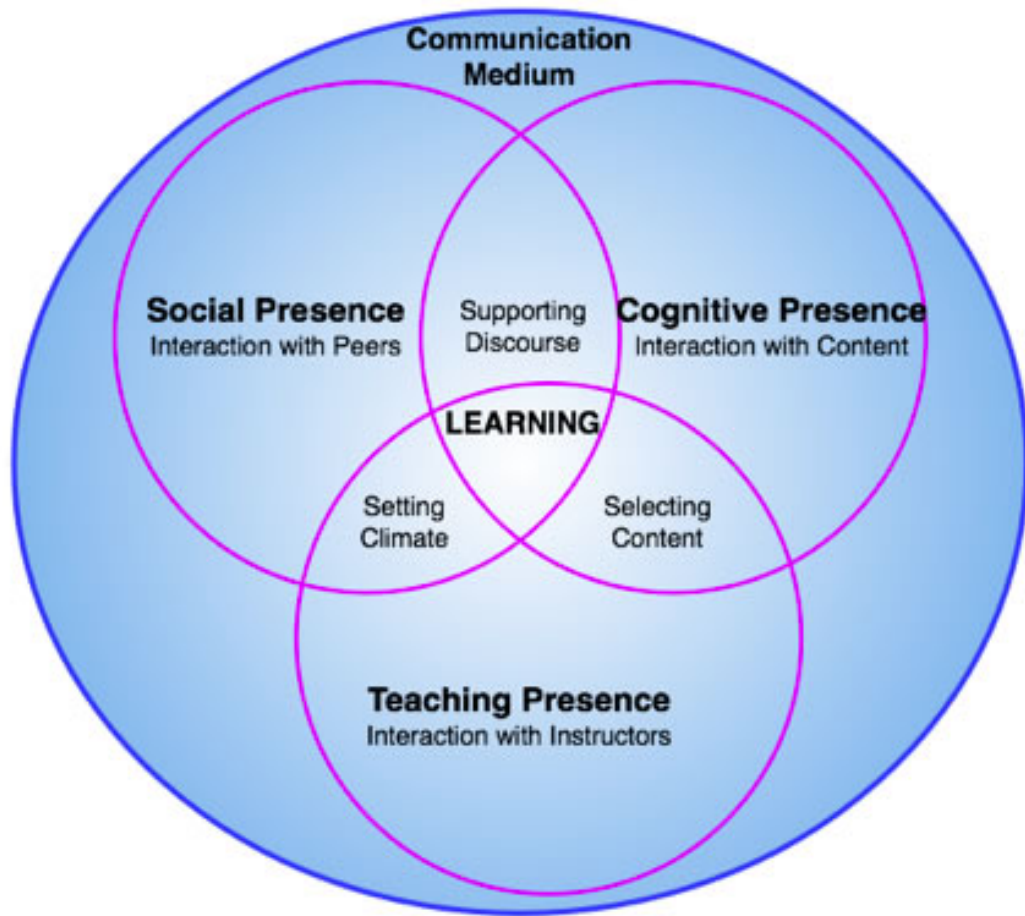 Communication
Medium
Social Presence
Interaction with Peers
Supporting
Discourse
Cognitive Presence
Interaction with Content
LEARNING
Setting
Climate
Selecting
Content
Teaching Presence
Interaction with Instructors